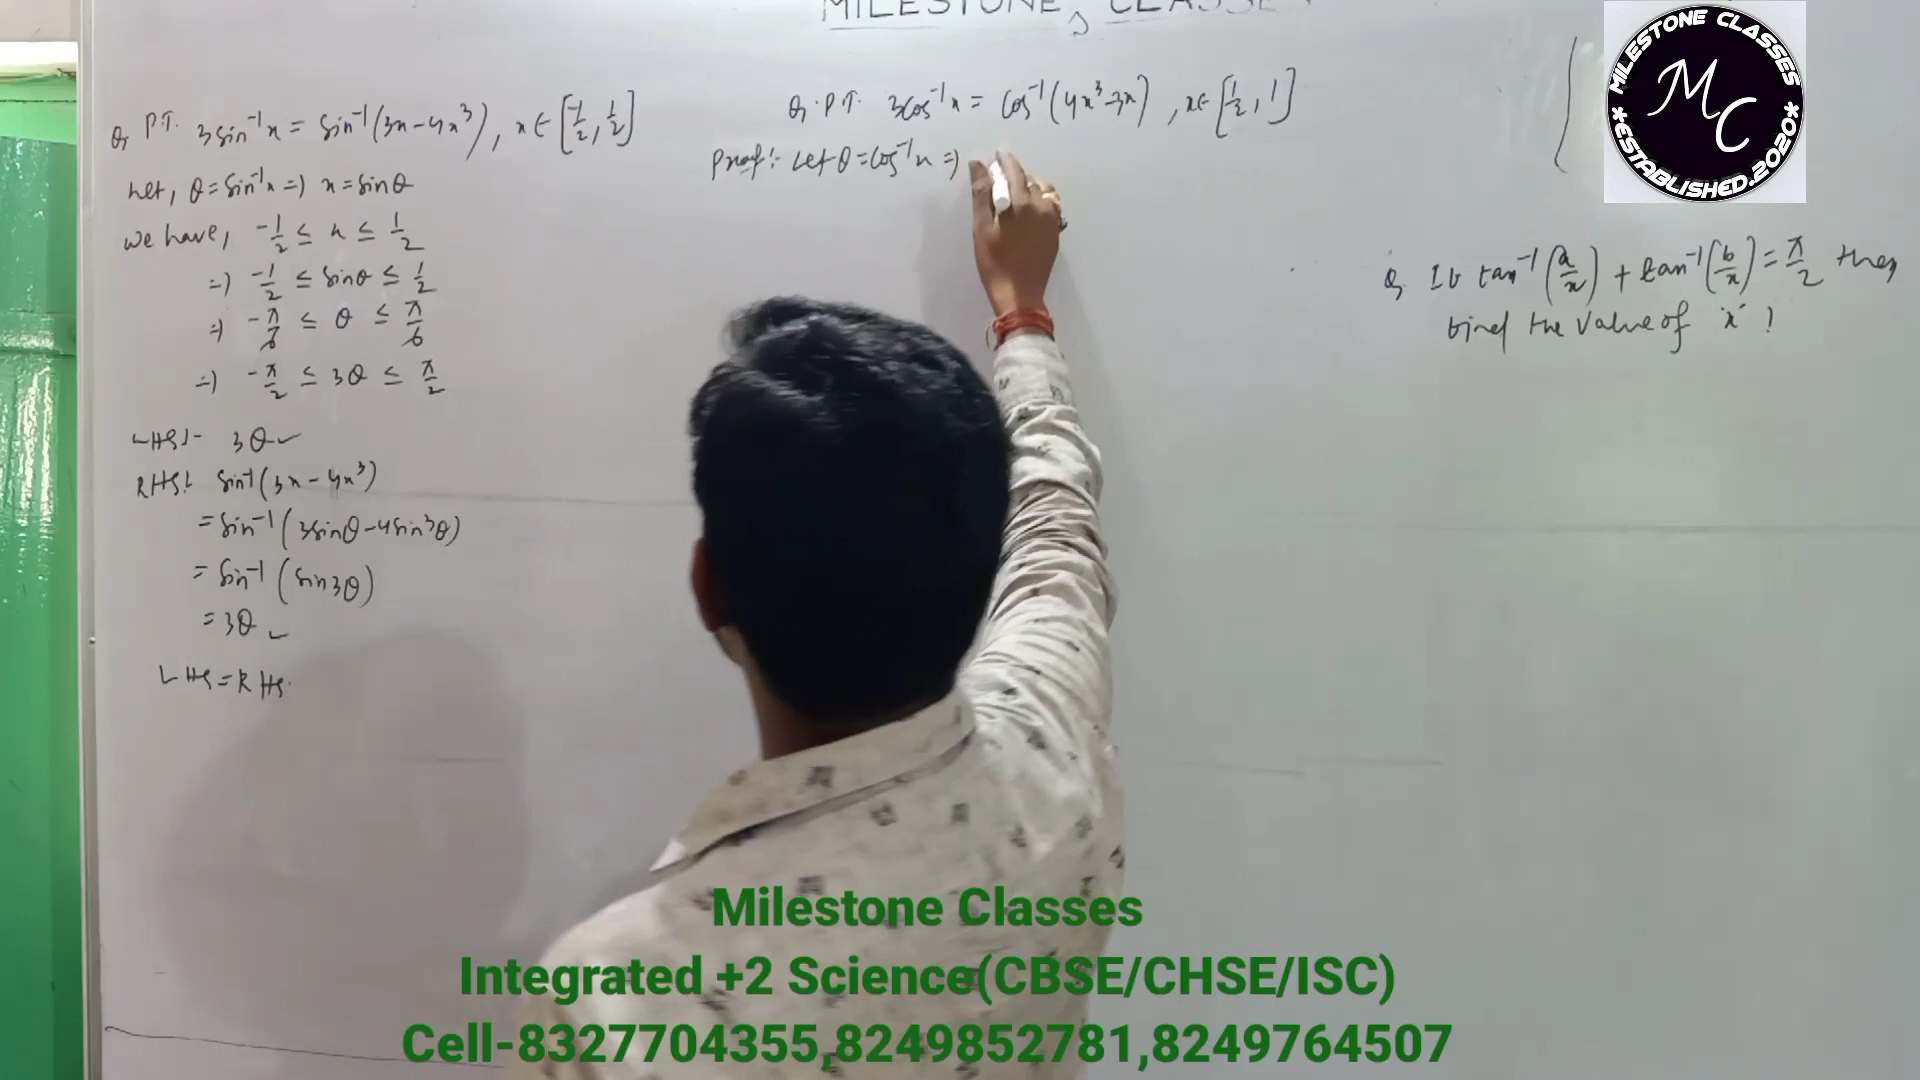 MILESTONE CLASSES
Q. P.T. 3sin⁻¹x = sin⁻¹(3x-4x³), x∈[-1/2, 1/2]
Let, θ = sin⁻¹x => x = sinθ
we have, -1/2 ≤ x ≤ 1/2
=> -1/2 ≤ sinθ ≤ 1/2
=> -π/6 ≤ θ ≤ π/6
=> -π/2 ≤ 3θ ≤ π/2
LHS:- 3θ ✓
RHS:- sin⁻¹(3x-4x³)
= sin⁻¹(3sinθ-4sin³θ)
= sin⁻¹(sin3θ)
= 3θ ✓
LHS = RHS.
Q. P.T. 3cos⁻¹x = cos⁻¹(4x³-3x), x∈[1/2, 1]
Proof:- Let θ = cos⁻¹x =>
Q. If tan⁻¹(a/x) + tan⁻¹(b/x) = π/2 then
find the value of 'x' ?
MILESTONE CLASSES
MC
*ESTABLISHED.2020*
Milestone Classes
Integrated +2 Science(CBSE/CHSE/ISC)
Cell-8327704355,8249852781,8249764507